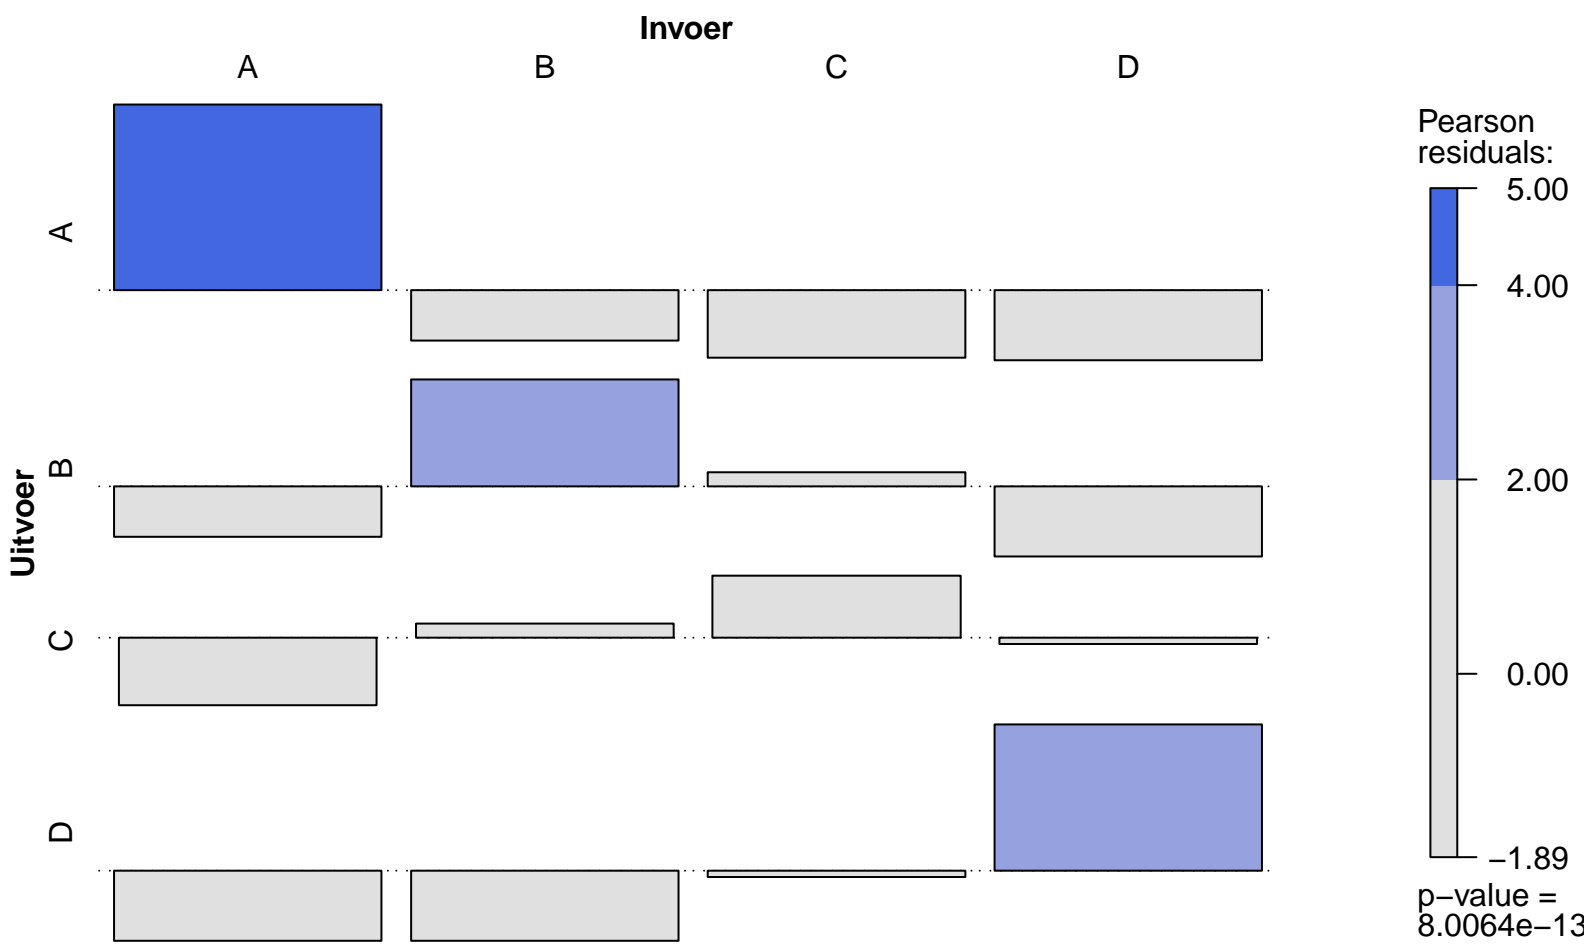 Invoer
A B C D
Uitvoer
A
B
C
D
Pearson
residuals:
5.00
4.00
2.00
0.00
−1.89
p−value =
8.0064e−13